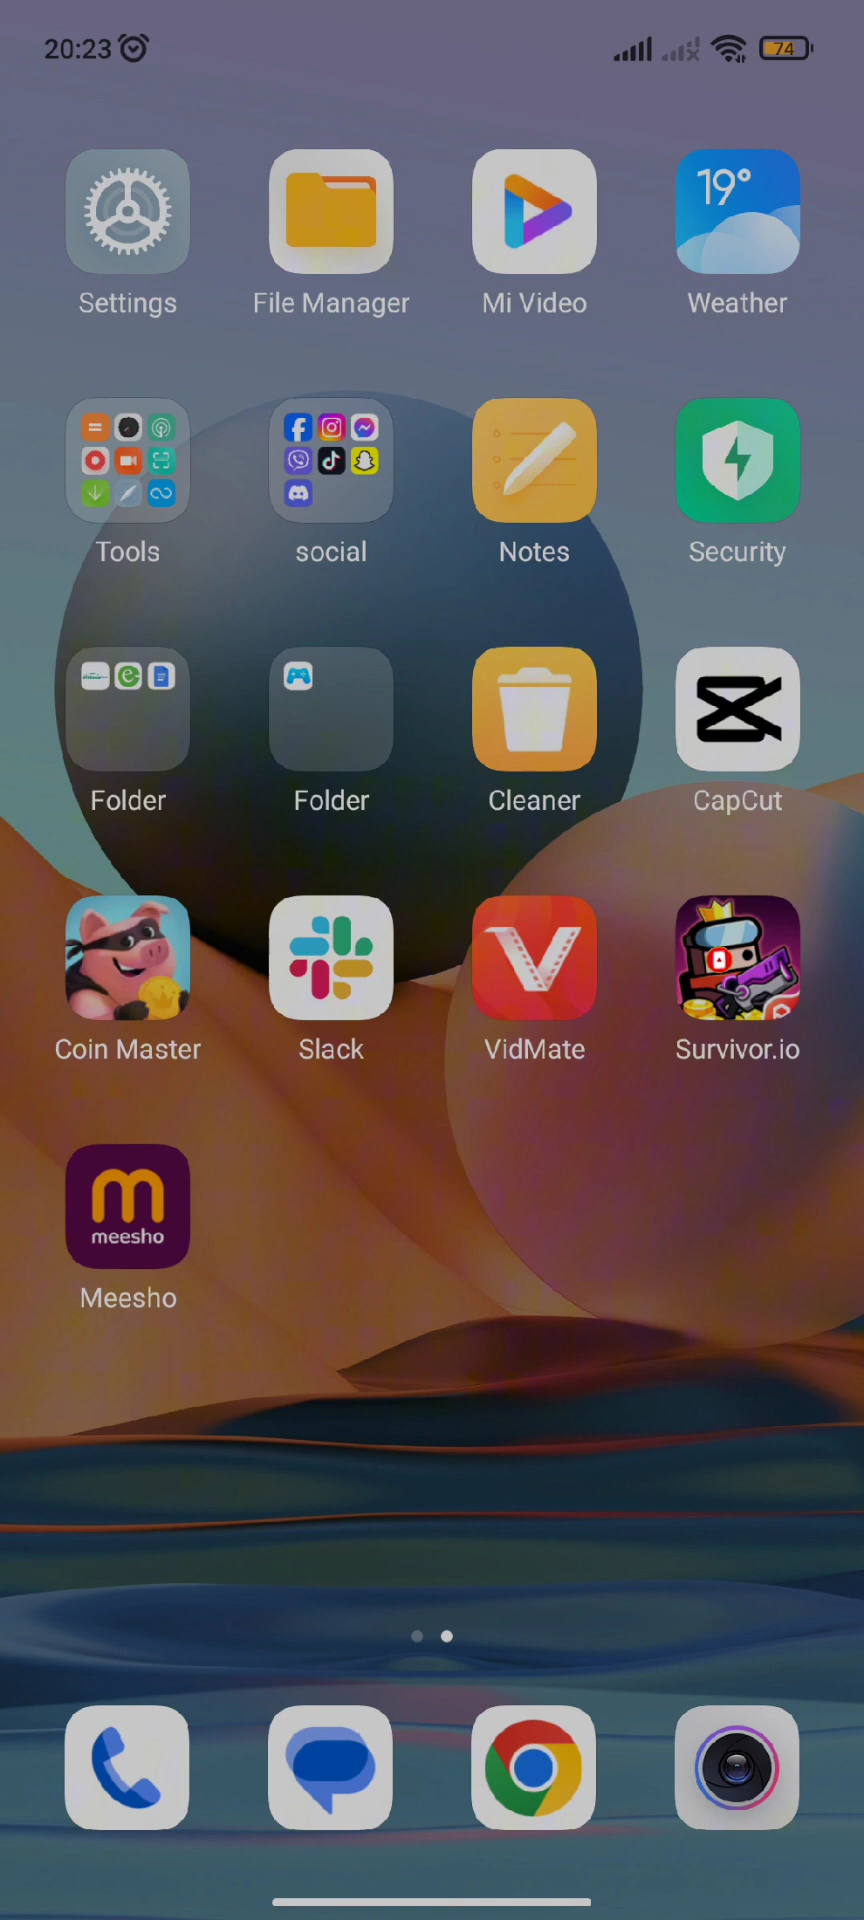 20:23
74
19°
Settings
File Manager
Mi Video
Weather
Tools
social
Notes
Security
Folder
Folder
Cleaner
CapCut
Coin Master
Slack
VidMate
Survivor.io
meesho
Meesho